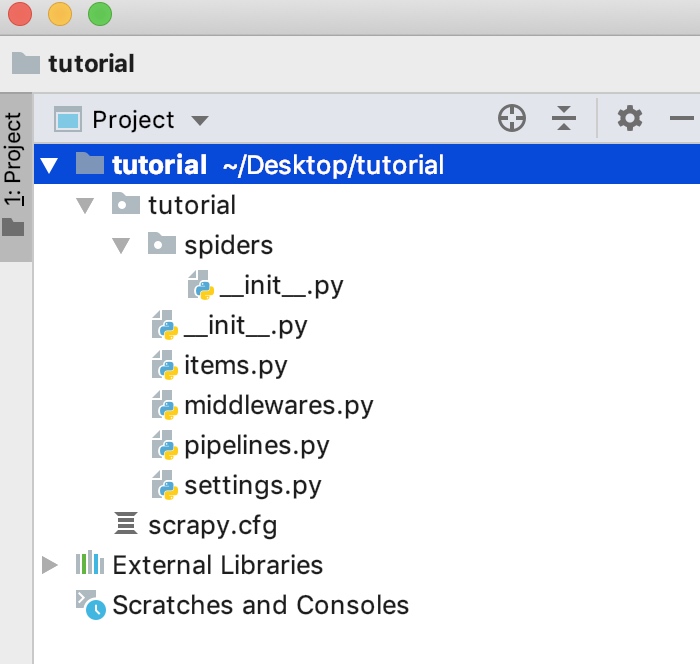 tutorial
1: Project
Project
tutorial ~/Desktop/tutorial
tutorial
spiders
__init__.py
__init__.py
items.py
middlewares.py
pipelines.py
settings.py
scrapy.cfg
External Libraries
Scratches and Consoles